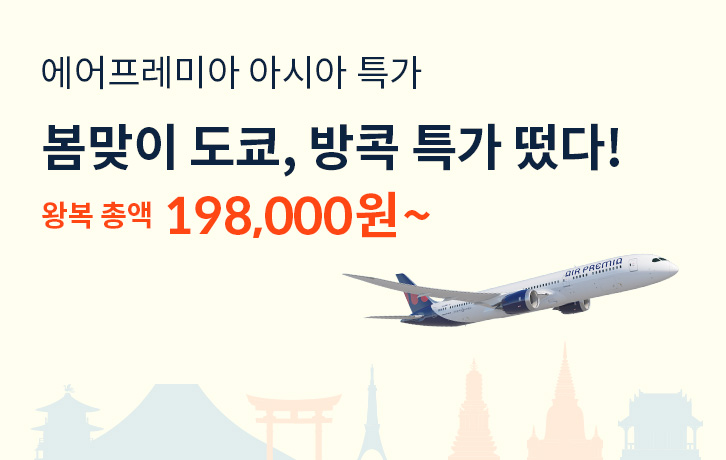 에어프레미아 아시아 특가
봄맞이 도쿄, 방콕 특가 떴다!
왕복 총액 198,000원~
AIR PREMIA